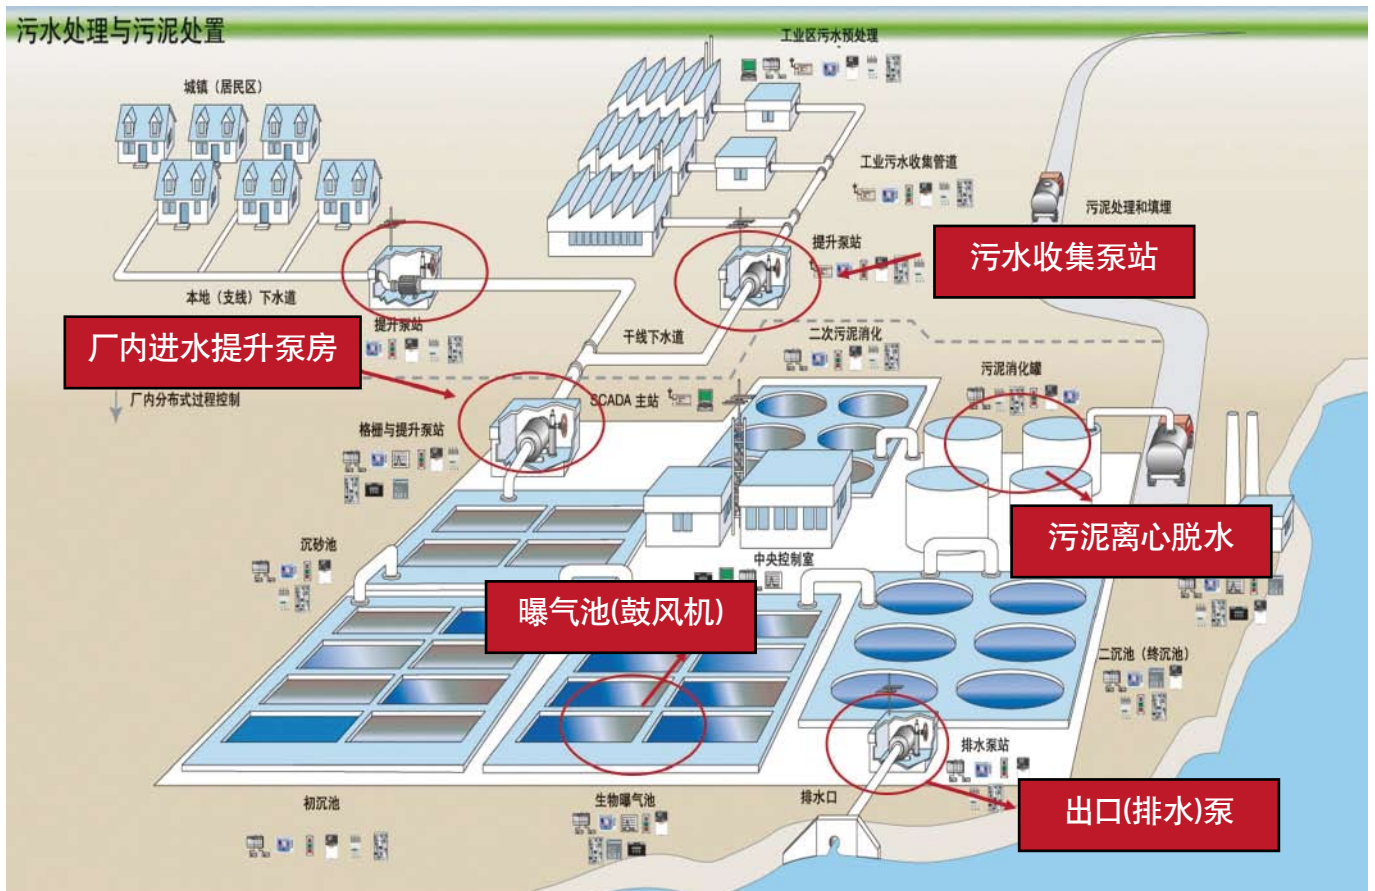 污水处理与污泥处置
工业区污水预处理
城镇（居民区）
工业污水收集管道
污泥处理和填埋
提升泵站
污水收集泵站
本地（支线）下水道
提升泵站
干线下水道
二次污泥消化
厂内进水提升泵房
污泥消化罐
厂内分布式过程控制
SCADA 主站
格栅与提升泵站
污泥离心脱水
沉砂池
中央控制室
曝气池(鼓风机)
二沉池（终沉池）
排水泵站
初沉池
生物曝气池
排水口
出口(排水)泵